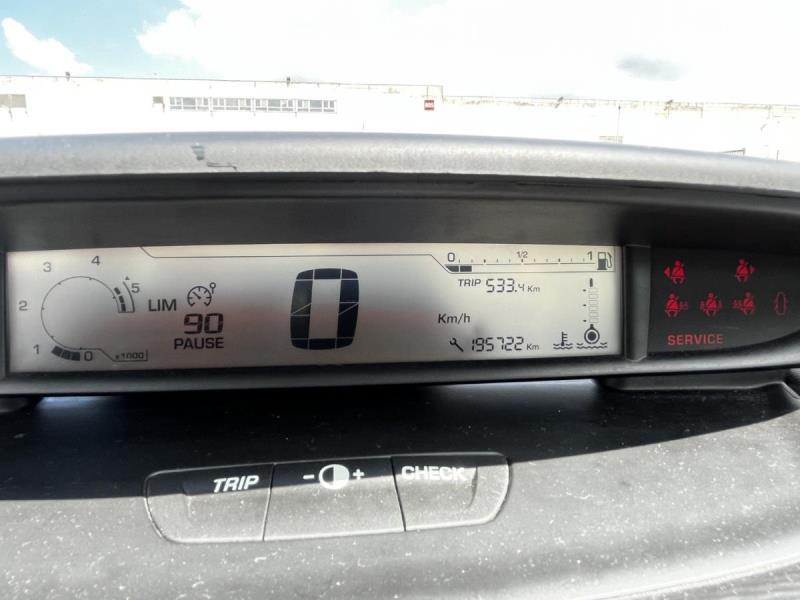 0 1/2 1
TRIP 533.4 Km
3 4 5
2
1 0 x1000
LIM
90
PAUSE
0
Km/h
195722 Km
SERVICE
TRIP - + CHECK